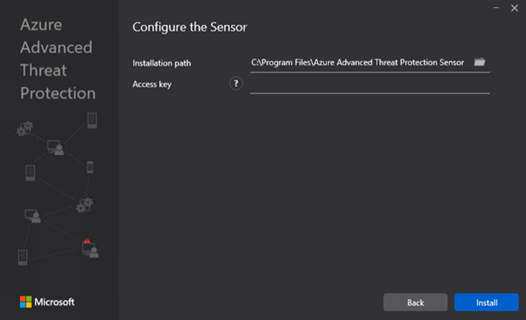 Azure
Advanced
Threat
Protection
Configure the Sensor
Installation path C:\Program Files\Azure Advanced Threat Protection Sensor
Access key ?
Microsoft
Back Install